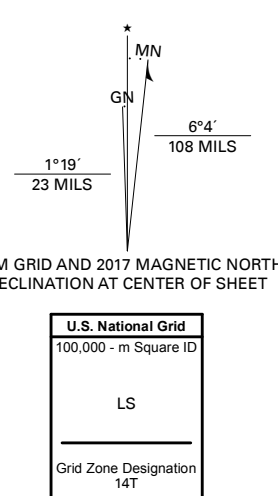 ★
MN
GN
6°4´
108 MILS
1°19´
23 MILS
M GRID AND 2017 MAGNETIC NORTH
ECLINATION AT CENTER OF SHEET
U.S. National Grid
100,000 - m Square ID
LS
Grid Zone Designation
14T